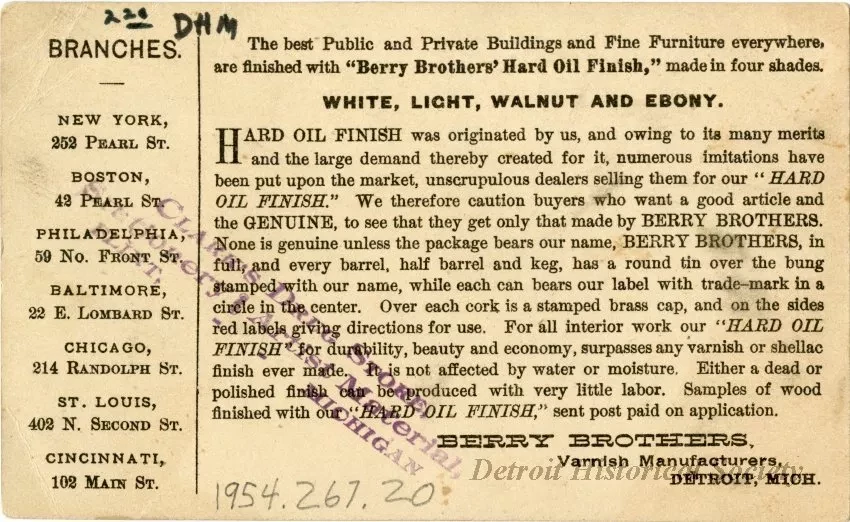 220 DHM
BRANCHES.
NEW YORK,
252 PEARL ST.
BOSTON,
42 PEARL ST.
PHILADELPHIA,
59 NO. FRONT ST.
BALTIMORE,
22 E. LOMBARD ST.
CHICAGO,
214 RANDOLPH ST.
ST. LOUIS,
402 N. SECOND ST.
CINCINNATI,
102 MAIN ST.
The best Public and Private Buildings and Fine Furniture everywhere,
are finished with "Berry Brothers' Hard Oil Finish," made in four shades.
WHITE, LIGHT, WALNUT AND EBONY.
HARD OIL FINISH was originated by us, and owing to its many merits
and the large demand thereby created for it, numerous imitations have
been put upon the market, unscrupulous dealers selling them for our "HARD
OIL FINISH." We therefore caution buyers who want a good article and
the GENUINE, to see that they get only that made by BERRY BROTHERS.
None is genuine unless the package bears our name, BERRY BROTHERS, in
full, and every barrel, half barrel and keg, has a round tin over the bung
stamped with our name, while each can bears our label with trade-mark in a
circle in the center. Over each cork is a stamped brass cap, and on the sides
red labels giving directions for use. For all interior work our "HARD OIL
FINISH" for durability, beauty and economy, surpasses any varnish or shellac
finish ever made. It is not affected by water or moisture. Either a dead or
polished finish can be produced with very little labor. Samples of wood
finished with our "HARD OIL FINISH," sent post paid on application.
BERRY BROTHERS,
Varnish Manufacturers,
DETROIT, MICH.
CLARK'S DRUG STORE,
Stationery & Artist Material,
FLINT, - - MICHIGAN
Detroit Historical Society
1954.267.20